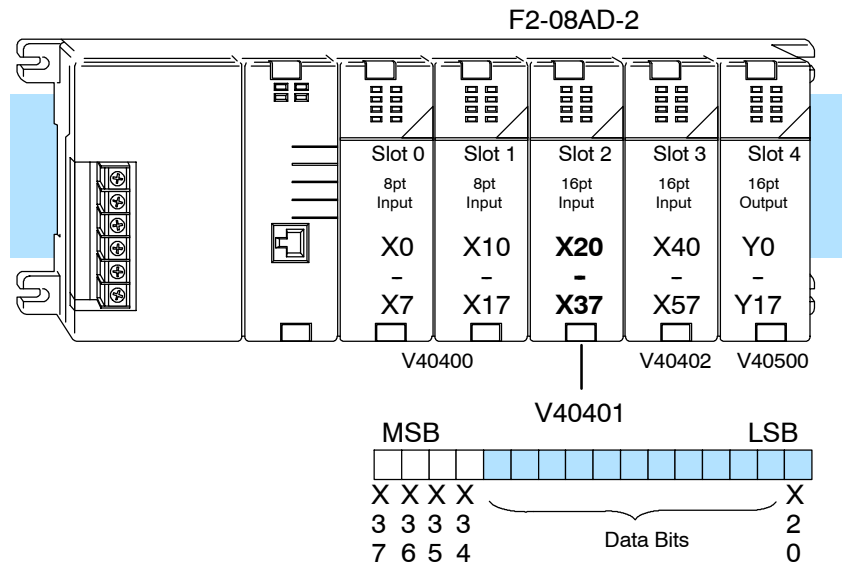 F2-08AD-2
Slot 0 Slot 1 Slot 2 Slot 3 Slot 4
8pt 8pt 16pt 16pt 16pt
Input Input Input Input Output
X0 X10 X20 X40 Y0
– – – – –
X7 X17 X37 X57 Y17
V40400 V40402 V40500
V40401
MSB LSB
X X X X X
3 3 3 3 2
7 6 5 4 0
Data Bits